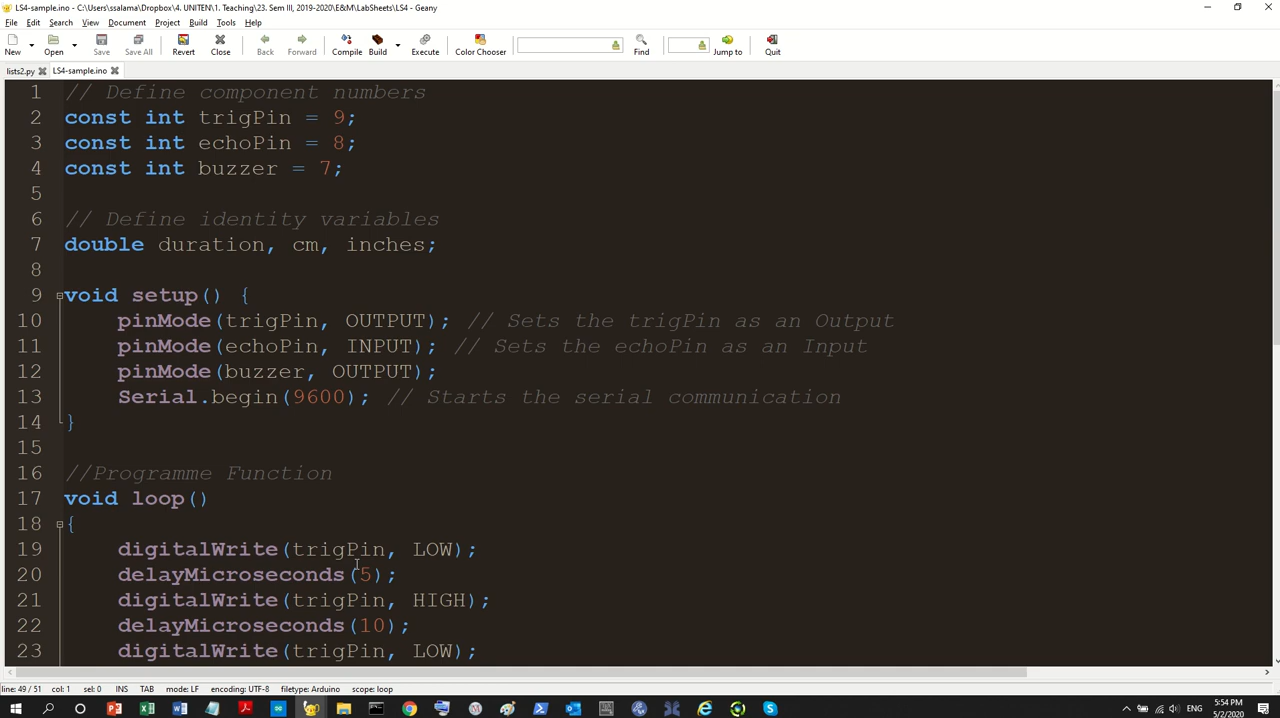 LS4-sample.ino - C:\Users\ssalama\Dropbox\4. UNITEN\1. Teaching\23. Sem III, 2019-2020\E&M\LabSheets\LS4 - Geany
File Edit Search View Document Project Build Tools Help
New Open Save Save All Revert Close Back Forward Compile Build Execute Color Chooser Find Jump to Quit
lists2.py LS4-sample.ino
1 // Define component numbers
2 const int trigPin = 9;
3 const int echoPin = 8;
4 const int buzzer = 7;
5
6 // Define identity variables
7 double duration, cm, inches;
8
9 void setup() {
10 pinMode(trigPin, OUTPUT); // Sets the trigPin as an Output
11 pinMode(echoPin, INPUT); // Sets the echoPin as an Input
12 pinMode(buzzer, OUTPUT);
13 Serial.begin(9600); // Starts the serial communication
14 }
15
16 //Programme Function
17 void loop()
18 {
19 digitalWrite(trigPin, LOW);
20 delayMicroseconds(5);
21 digitalWrite(trigPin, HIGH);
22 delayMicroseconds(10);
23 digitalWrite(trigPin, LOW);
line: 49 / 51 col: 1 sel: 0 INS TAB mode: LF encoding: UTF-8 filetype: Arduino scope: loop
ENG
5:54 PM
5/2/2020